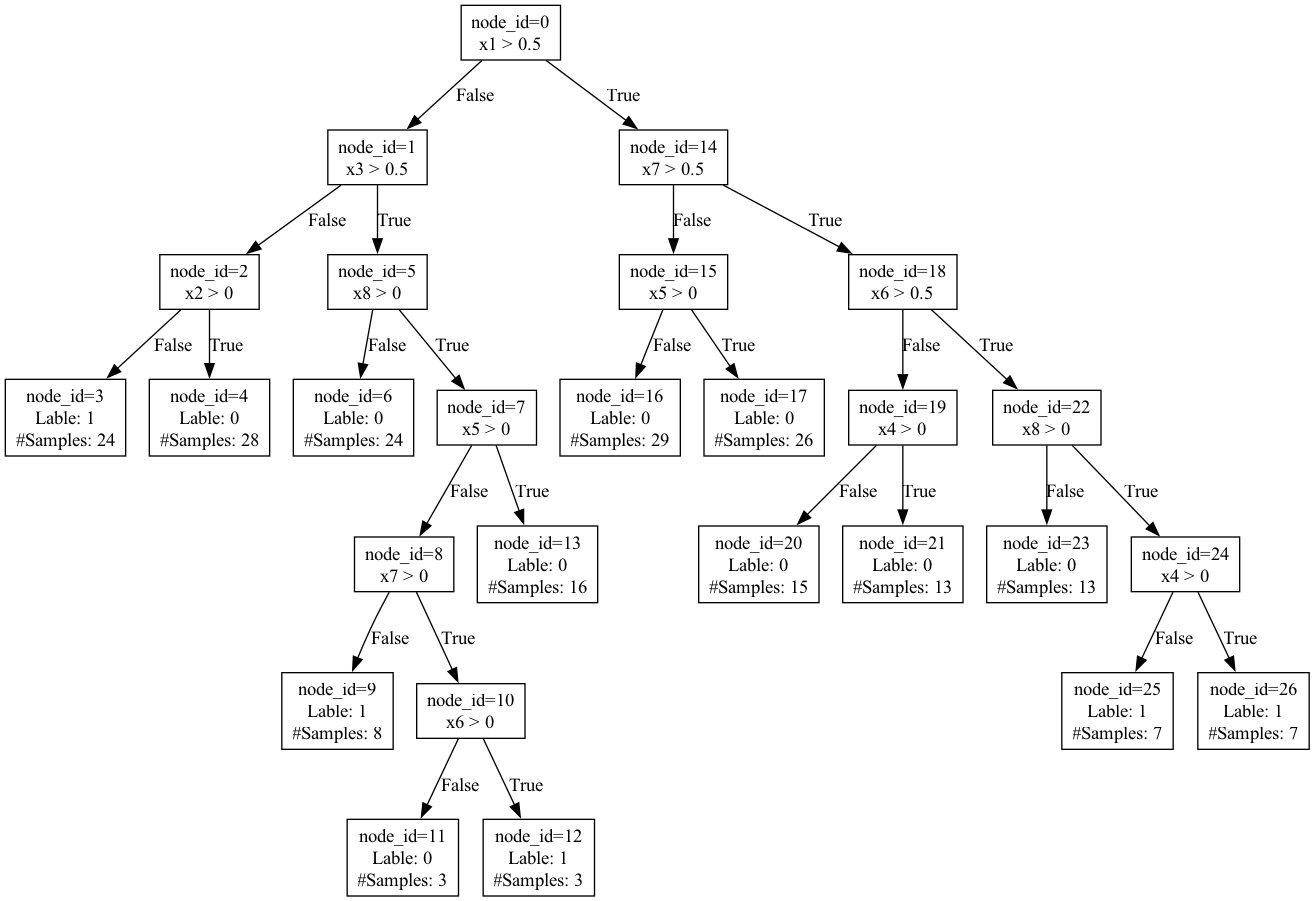 node_id=0
x1 > 0.5
False
True
node_id=1
x3 > 0.5
node_id=14
x7 > 0.5
False
True
False
True
node_id=2
x2 > 0
node_id=5
x8 > 0
node_id=15
x5 > 0
node_id=18
x6 > 0.5
False
True
False
True
False
True
False
True
node_id=3
Lable: 1
#Samples: 24
node_id=4
Lable: 0
#Samples: 28
node_id=6
Lable: 0
#Samples: 24
node_id=7
x5 > 0
node_id=16
Lable: 0
#Samples: 29
node_id=17
Lable: 0
#Samples: 26
node_id=19
x4 > 0
node_id=22
x8 > 0
False
True
False
True
False
True
node_id=8
x7 > 0
node_id=13
Lable: 0
#Samples: 16
node_id=20
Lable: 0
#Samples: 15
node_id=21
Lable: 0
#Samples: 13
node_id=23
Lable: 0
#Samples: 13
node_id=24
x4 > 0
False
True
False
True
node_id=9
Lable: 1
#Samples: 8
node_id=10
x6 > 0
node_id=25
Lable: 1
#Samples: 7
node_id=26
Lable: 1
#Samples: 7
False
True
node_id=11
Lable: 0
#Samples: 3
node_id=12
Lable: 1
#Samples: 3